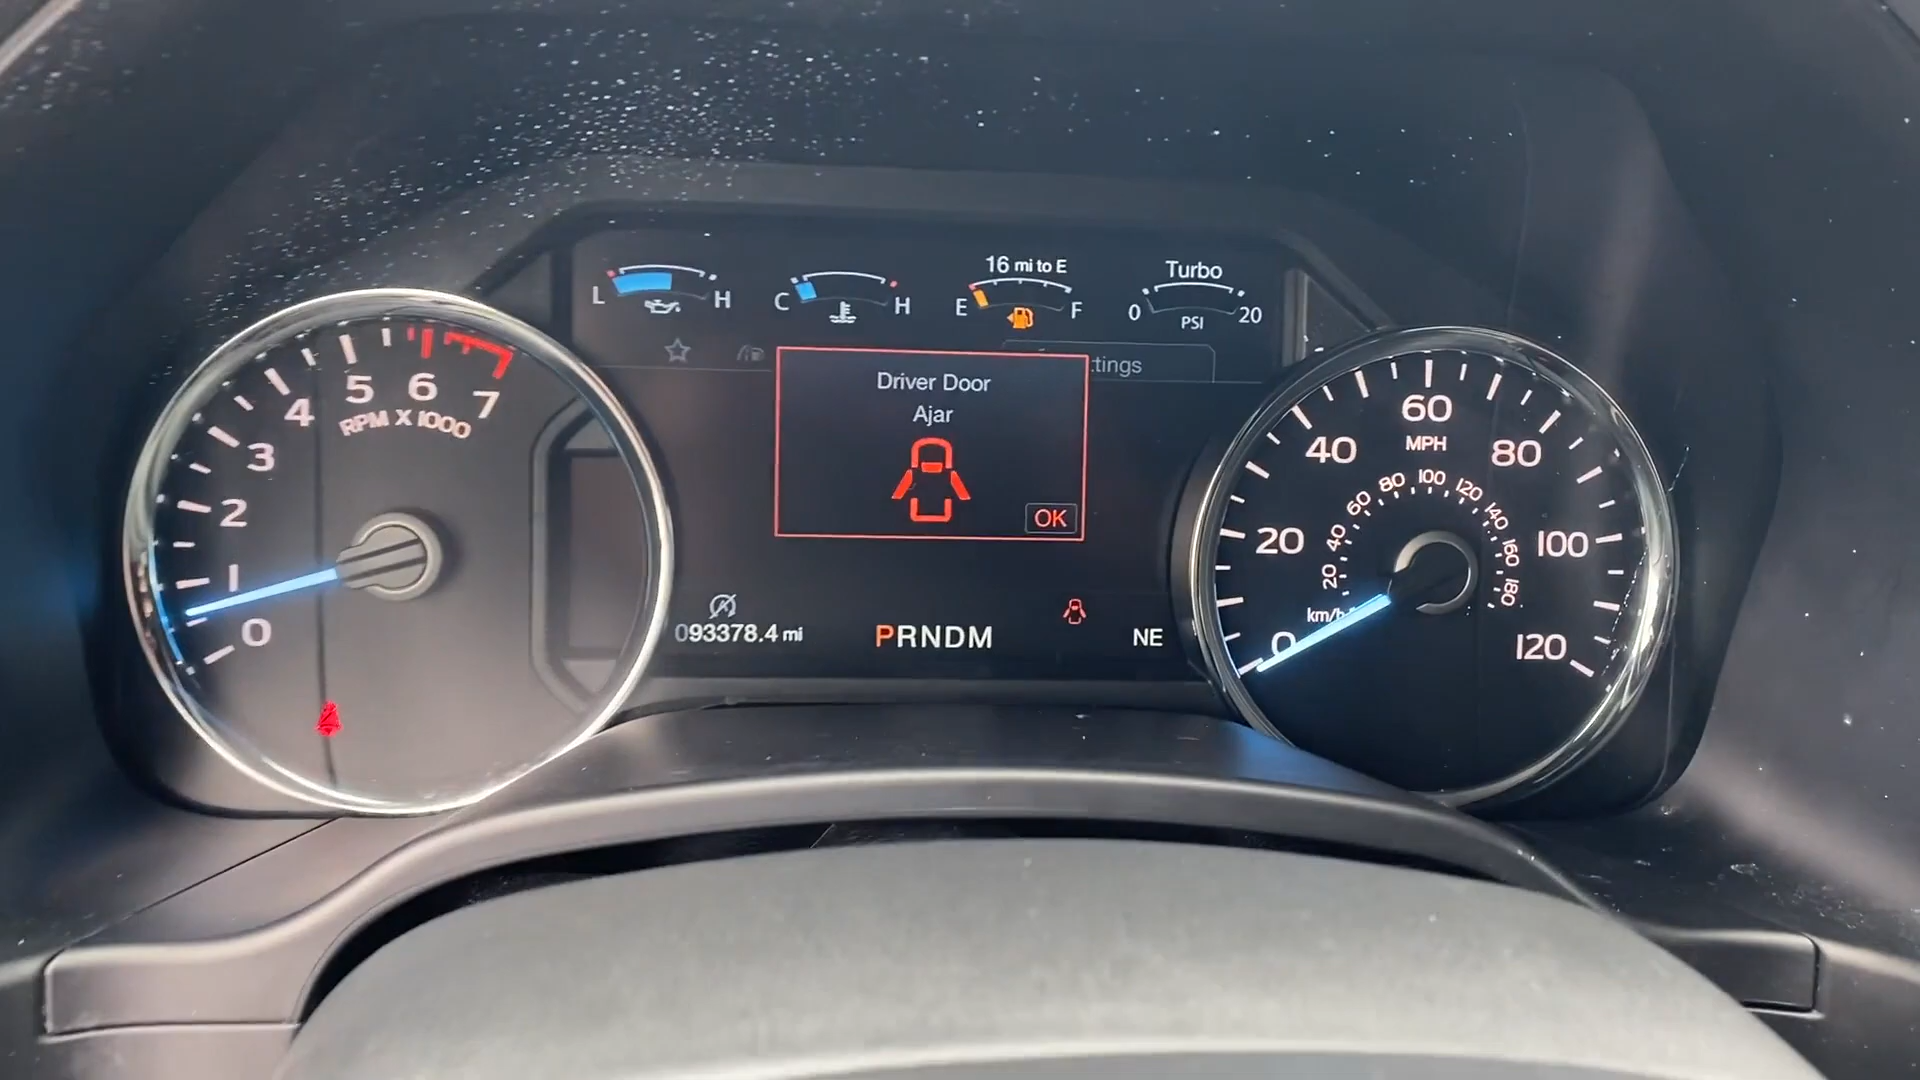 16 mi to E
Turbo
L H
C H
E F
0 PSI 20
ttings
Driver Door
Ajar
OK
0 1 2 3 4 5 6 7
RPM X 1000
0 20 40 60 80 100 120
MPH
20 40 60 80 100 120 140 160 180
km/h
093378.4 mi
PRNDM
NE